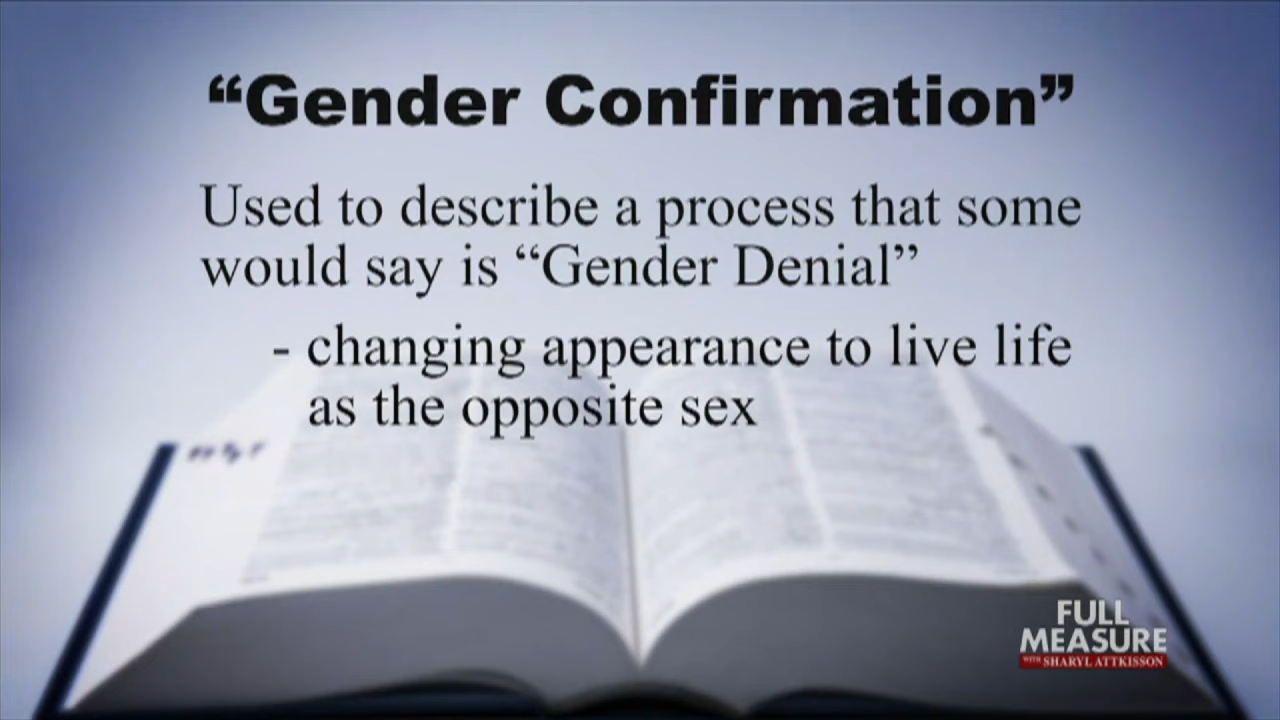 “Gender Confirmation”
Used to describe a process that some
would say is “Gender Denial”
- changing appearance to live life
as the opposite sex
FULL
MEASURE
WITH SHARYL ATTKISSON